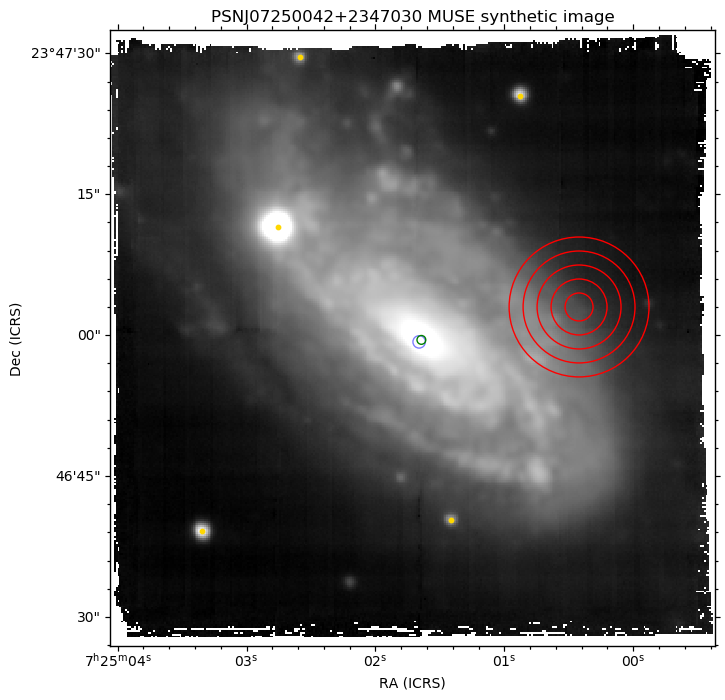 PSNJ07250042+2347030 MUSE synthetic image
23°47'30"
15"
00"
46'45"
30"
Dec (ICRS)
7ʰ25ᵐ04ˢ 03ˢ 02ˢ 01ˢ 00ˢ
RA (ICRS)